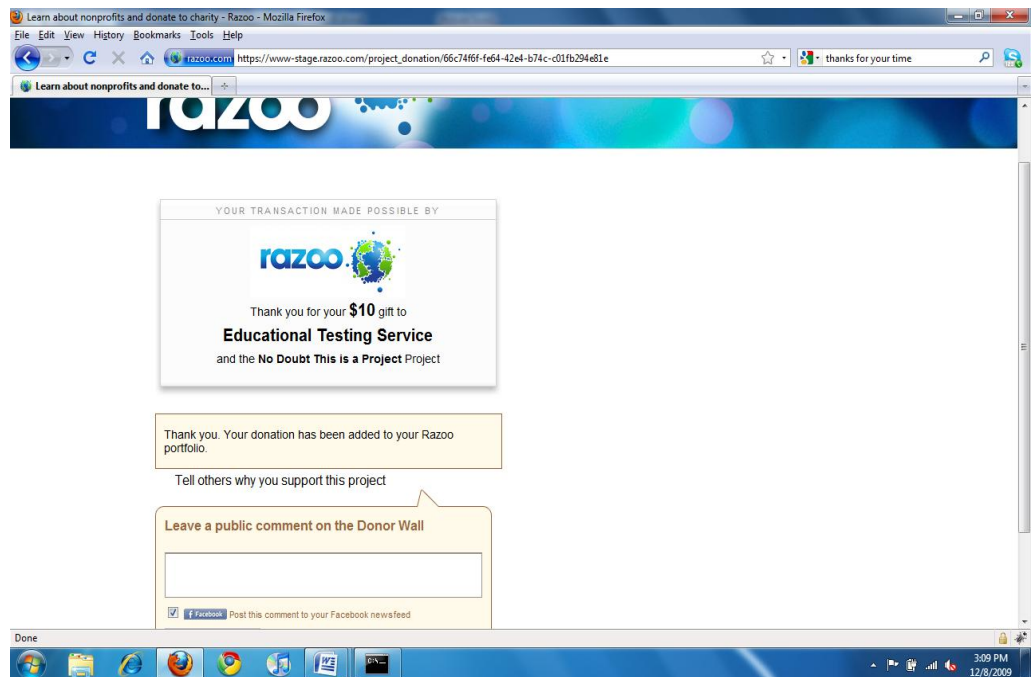 Learn about nonprofits and donate to charity - Razoo - Mozilla Firefox
File Edit View History Bookmarks Tools Help
razoo.com https://www-stage.razoo.com/project_donation/66c74f6f-fe64-42e4-b74c-c01fb294e81e thanks for your time
Learn about nonprofits and donate to...
razoo
YOUR TRANSACTION MADE POSSIBLE BY
razoo
Thank you for your $10 gift to
Educational Testing Service
and the No Doubt This is a Project Project
Thank you. Your donation has been added to your Razoo
portfolio.
Tell others why you support this project
Leave a public comment on the Donor Wall
Facebook Post this comment to your Facebook newsfeed
Done
3:09 PM
12/8/2009